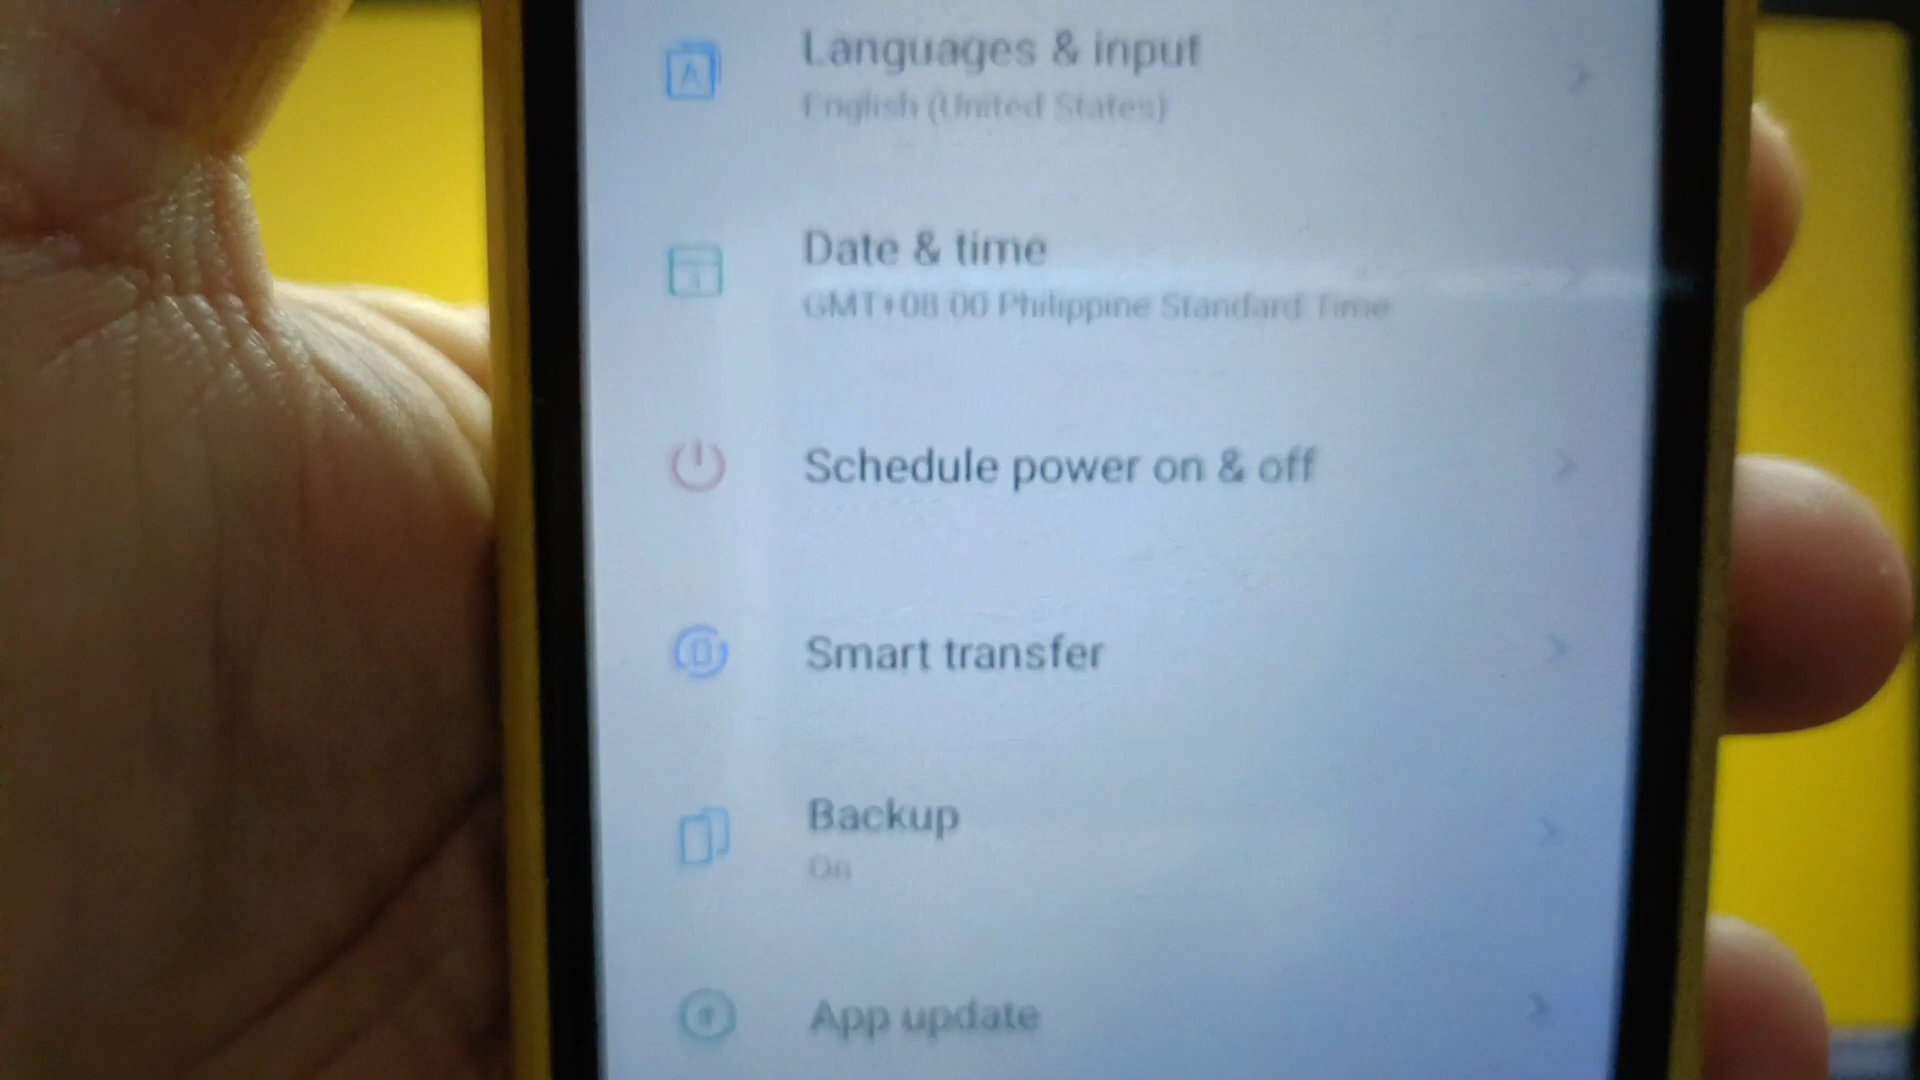 Languages & input
English (United States)
Date & time
GMT+08:00 Philippine Standard Time
Schedule power on & off
Smart transfer
Backup
On
App update